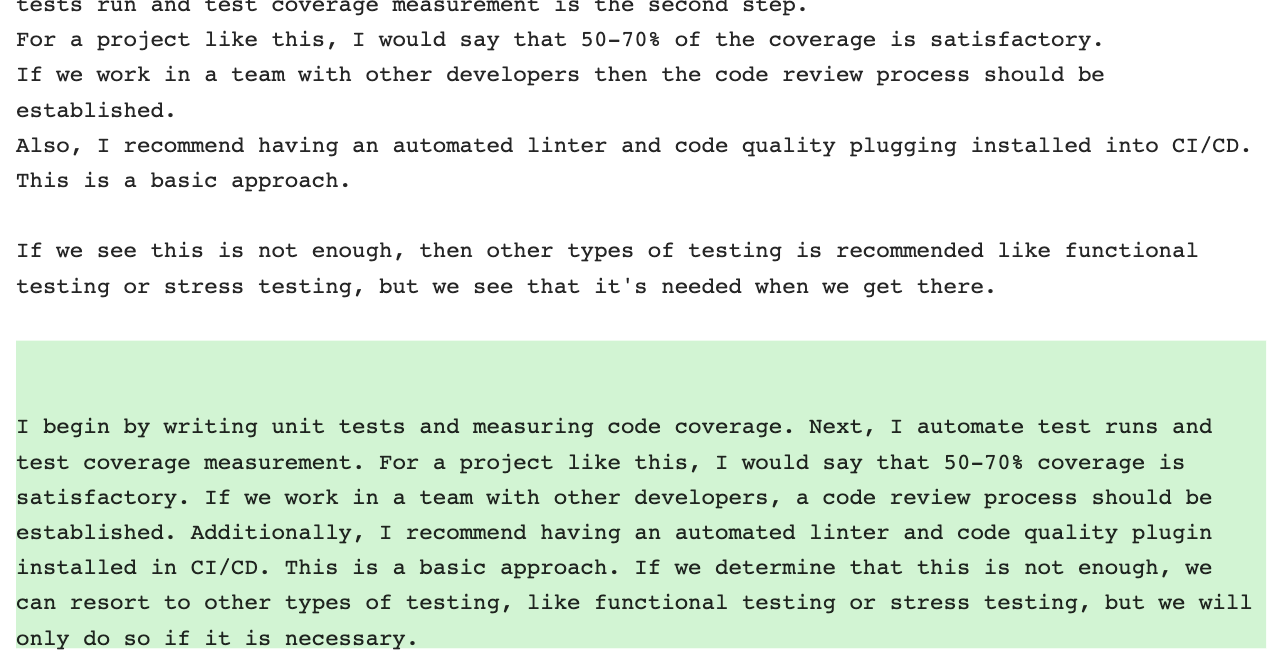 tests run and test coverage measurement is the second step.
For a project like this, I would say that 50-70% of the coverage is satisfactory.
If we work in a team with other developers then the code review process should be
established.
Also, I recommend having an automated linter and code quality plugging installed into CI/CD.
This is a basic approach.
If we see this is not enough, then other types of testing is recommended like functional
testing or stress testing, but we see that it's needed when we get there.
I begin by writing unit tests and measuring code coverage. Next, I automate test runs and
test coverage measurement. For a project like this, I would say that 50-70% coverage is
satisfactory. If we work in a team with other developers, a code review process should be
established. Additionally, I recommend having an automated linter and code quality plugin
installed in CI/CD. This is a basic approach. If we determine that this is not enough, we
can resort to other types of testing, like functional testing or stress testing, but we will
only do so if it is necessary.